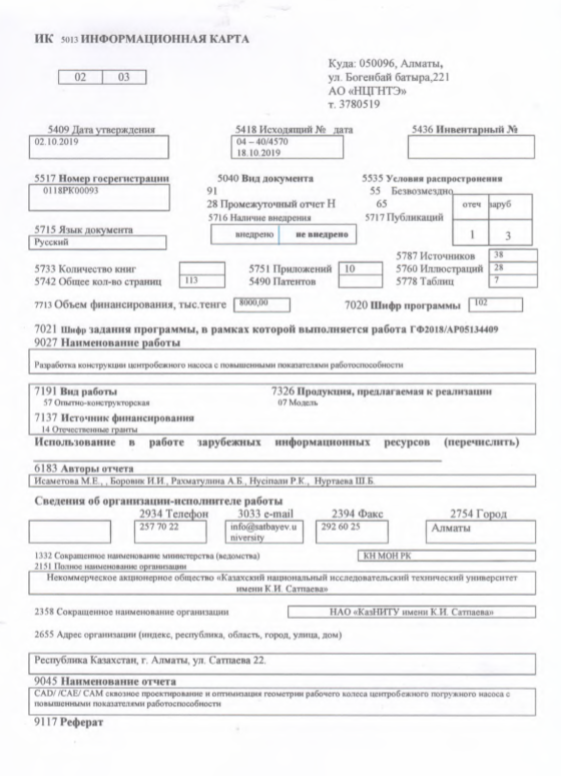 ИК 5013 ИНФОРМАЦИОННАЯ КАРТА
02 03
Куда: 050096, Алматы,
ул. Богенбай батыра,221
АО «НЦГНТЭ»
т. 3780519
5409 Дата утверждения
02.10.2019
5418 Исходящий № дата
04 – 40/4570
18.10.2019
5436 Инвентарный №
5517 Номер госрегистрации
0118РК00093
5040 Вид документа
91
28 Промежуточный отчет Н
5535 Условия распространения
55 Безвозмездно
65
5716 Наличие внедрения
внедрено не внедрено
5717 Публикаций
отеч заруб
1 3
5715 Язык документа
Русский
5787 Источников 38
5733 Количество книг
5751 Приложений 10
5760 Иллюстраций 28
5742 Общее кол-во страниц 113
5490 Патентов
5778 Таблиц 7
7713 Объем финансирования, тыс.тенге 8000,00
7020 Шифр программы 102
7021 Шифр задания программы, в рамках которой выполняется работа ГФ2018/АР05134409
9027 Наименование работы
Разработка конструкции центробежного насоса с повышенными показателями работоспособности
7191 Вид работы
57 Опытно-конструкторская
7326 Продукция, предлагаемая к реализации
07 Модель
7137 Источник финансирования
14 Отечественные гранты
Использование в работе зарубежных информационных ресурсов (перечислить)
6183 Авторы отчета
Исаметова М.Е., , Боровик И.И., Рахматулина А.Б., Нусіпали Р.К., Нуртаева Ш.Б.
Сведения об организации-исполнителе работы
2934 Телефон 3033 e-mail 2394 Факс 2754 Город
257 70 22
info@satbayev.u
niversity
292 60 25
Алматы
1332 Сокращенное наименование министерства (ведомства) КН МОН РК
2151 Полное наименование организации
Некоммерческое акционерное общество «Казахский национальный исследовательский технический университет
имени К.И. Сатпаева»
2358 Сокращенное наименование организации НАО «КазНИТУ имени К.И. Сатпаева»
2655 Адрес организации (индекс, республика, область, город, улица, дом)
Республика Казахстан, г. Алматы, ул. Сатпаева 22.
9045 Наименование отчета
CAD/ /CAE/ CAM сквозное проектирование и оптимизация геометрии рабочего колеса центробежного погружного насоса с
повышенными показателями работоспособности
9117 Реферат